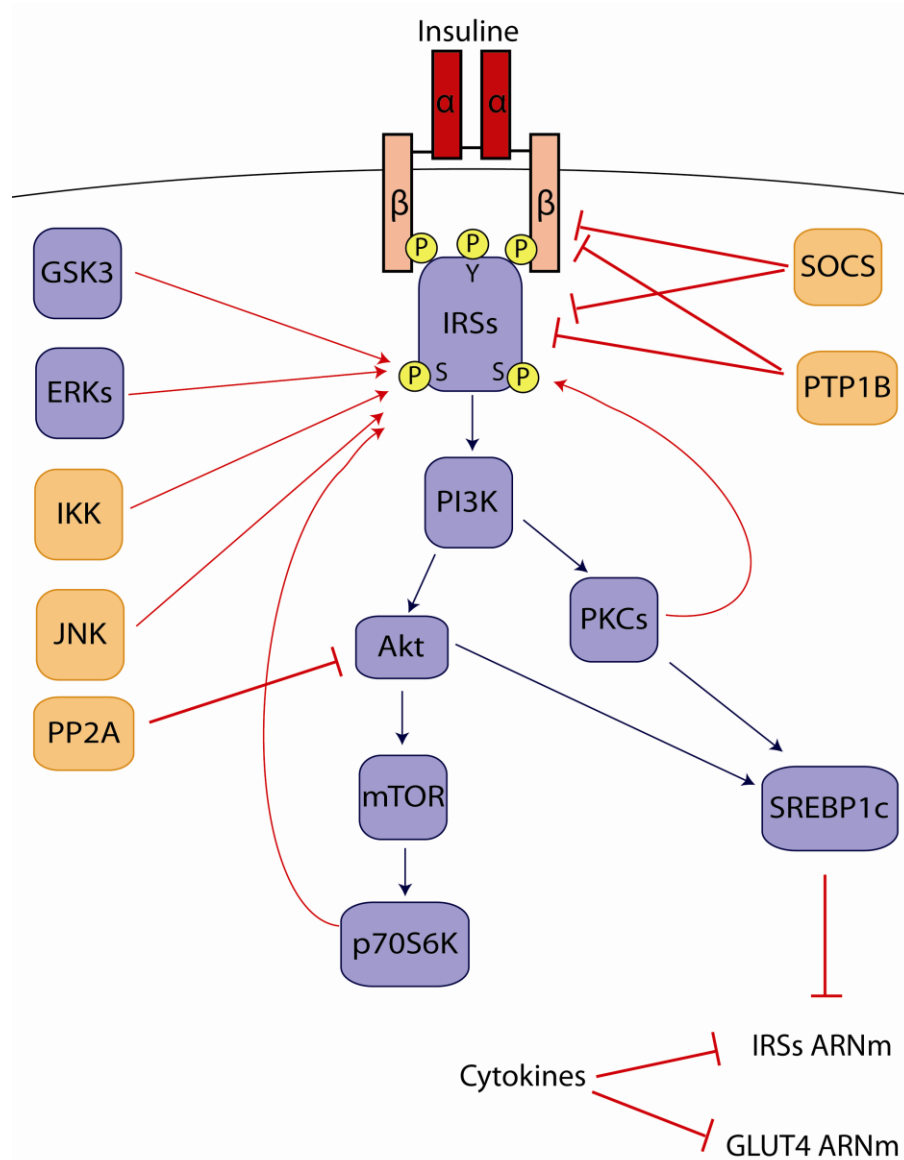 Insuline
α α
β β
P P P
Y
GSK3
SOCS
IRSs
ERKs
P S S P
PTP1B
IKK
PI3K
JNK
Akt
PKCs
PP2A
mTOR
SREBP1c
p70S6K
IRSs ARNm
Cytokines
GLUT4 ARNm